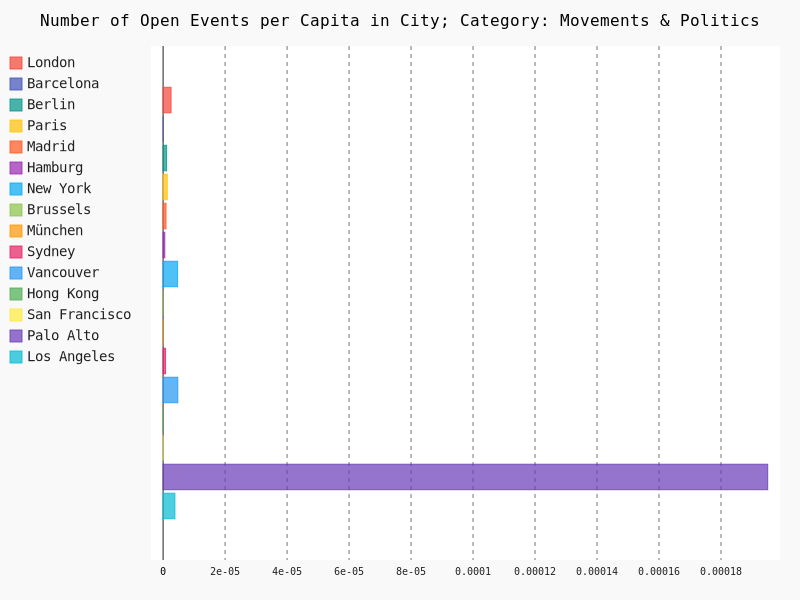 Number of Open Events per Capita in City; Category: Movements & Politics
London
Barcelona
Berlin
Paris
Madrid
Hamburg
New York
Brussels
München
Sydney
Vancouver
Hong Kong
San Francisco
Palo Alto
Los Angeles
0 2e-05 4e-05 6e-05 8e-05 0.0001 0.00012 0.00014 0.00016 0.00018